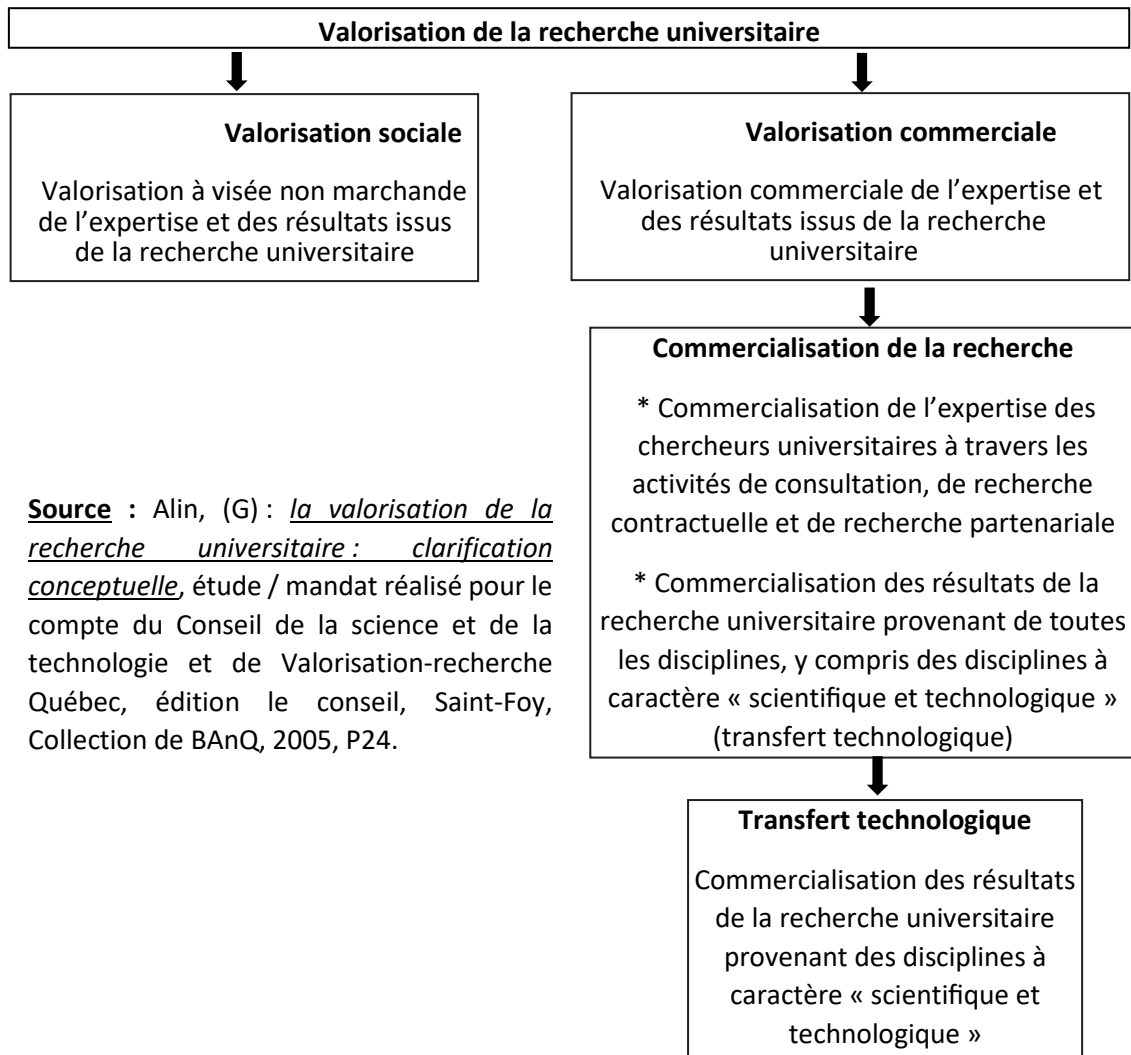 Valorisation de la recherche universitaire
Valorisation sociale
Valorisation à visée non marchande
de l’expertise et des résultats issus
de la recherche universitaire
Valorisation commerciale
Valorisation commerciale de l’expertise et
des résultats issus de la recherche
universitaire
Commercialisation de la recherche
* Commercialisation de l’expertise des
chercheurs universitaires à travers les
activités de consultation, de recherche
contractuelle et de recherche partenariale
* Commercialisation des résultats de la
recherche universitaire provenant de toutes
les disciplines, y compris des disciplines à
caractère « scientifique et technologique »
(transfert technologique)
Source : Alin, (G) : la valorisation de la
recherche universitaire : clarification
conceptuelle, étude / mandat réalisé pour le
compte du Conseil de la science et de la
technologie et de Valorisation-recherche
Québec, édition le conseil, Saint-Foy,
Collection de BAnQ, 2005, P24.
Transfert technologique
Commercialisation des résultats
de la recherche universitaire
provenant des disciplines à
caractère « scientifique et
technologique »